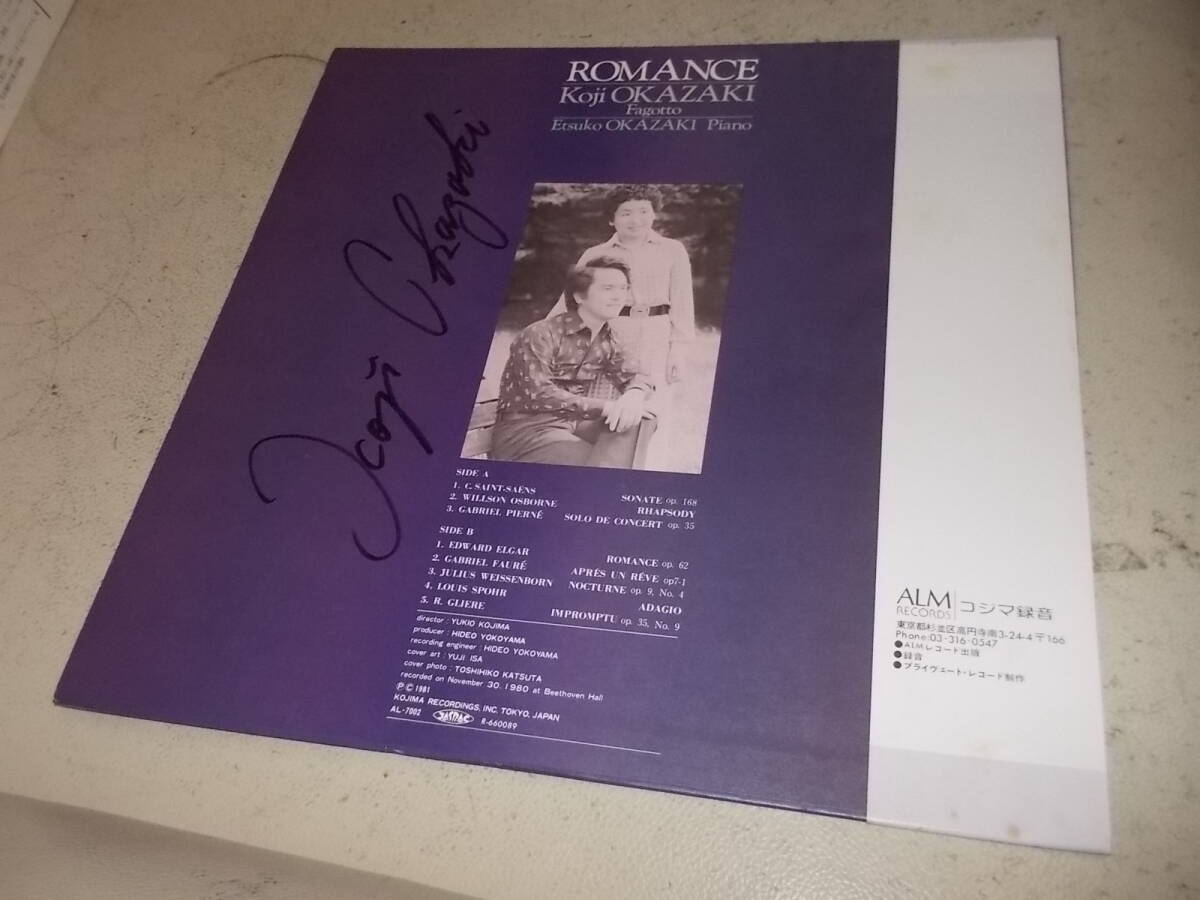 ROMANCE
Koji OKAZAKI
Fagotto
Etsuko OKAZAKI Piano
Koji Okazaki
SIDE A
1. C. SAINT-SAËNS SONATE op. 168
2. WILLSON OSBORNE RHAPSODY
3. GABRIEL PIERNÉ SOLO DE CONCERT op. 35
SIDE B
1. EDWARD ELGAR ROMANCE op. 62
2. GABRIEL FAURÉ APRÈS UN RÊVE op7-1
3. JULIUS WEISSENBORN NOCTURNE op. 9, No. 4
4. LOUIS SPOHR ADAGIO
5. R. GLIERE IMPROMPTU op. 35, No. 9
director : YUKIO KOJIMA
producer : HIDEO YOKOYAMA
recording engineer : HIDEO YOKOYAMA
cover art : YUJI ISA
cover photo : TOSHIHIKO KATSUTA
recorded on November 30. 1980 at Beethoven Hall
Ⓟ©1981
KOJIMA RECORDINGS, INC. TOKYO, JAPAN
AL-7002 JASRAC R-660089
ALM RECORDS コジマ録音
東京都杉並区高円寺南3-24-4〒166
Phone:03-316-0547
●ALMレコード出版
●録音
●プライヴェート・レコード制作